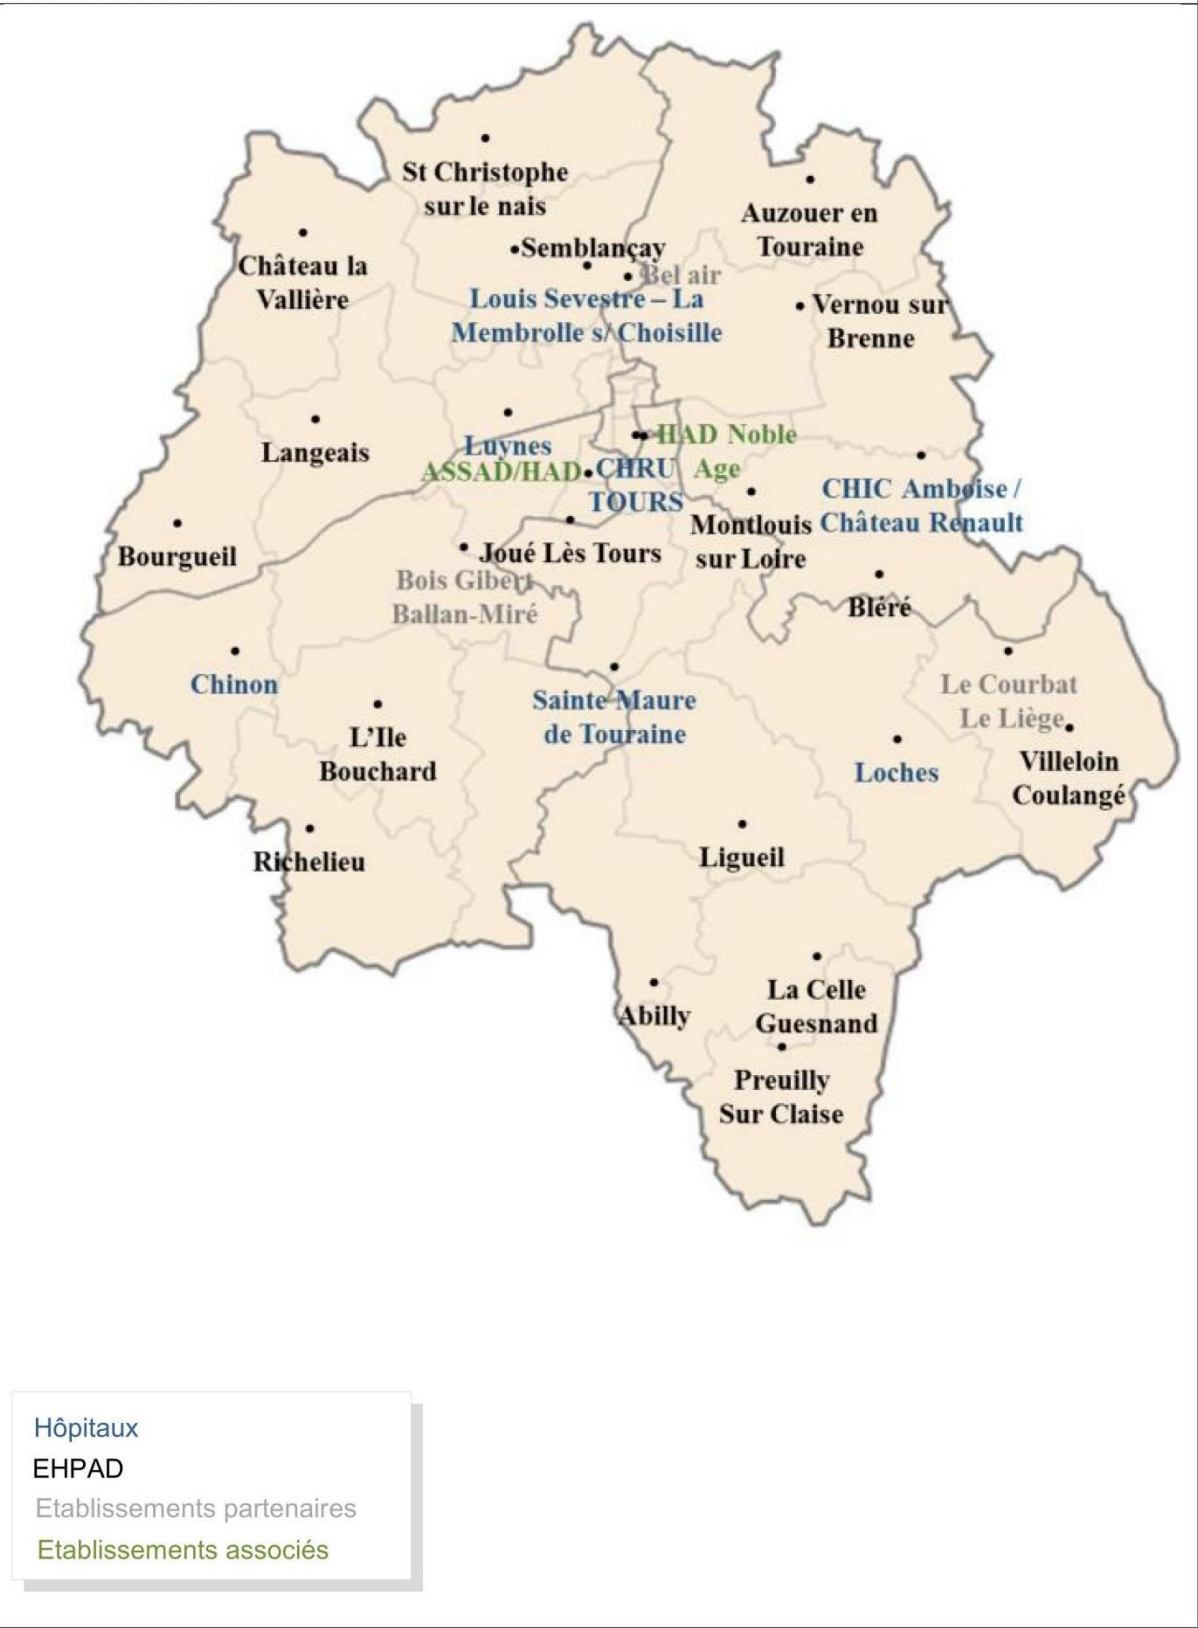 St Christophe
sur le nais
Auzouer en
Touraine
Semblançay
Château la
Vallière
Bel air
Louis Sevestre – La
Membrolle s/ Choisille
Vernou sur
Brenne
Langeais
Luynes
HAD Noble
Age
ASSAD/HAD
CHRU
TOURS
CHIC Amboise /
Château Renault
Montlouis
sur Loire
Bourgueil
Joué Lès Tours
Bois Gibert
Ballan-Miré
Bléré
Chinon
Sainte Maure
de Touraine
Le Courbat
Le Liège
L’Ile
Bouchard
Loches
Villeloin
Coulangé
Richelieu
Ligueil
La Celle
Guesnand
Abilly
Preuilly
Sur Claise
Hôpitaux
EHPAD
Etablissements partenaires
Etablissements associés